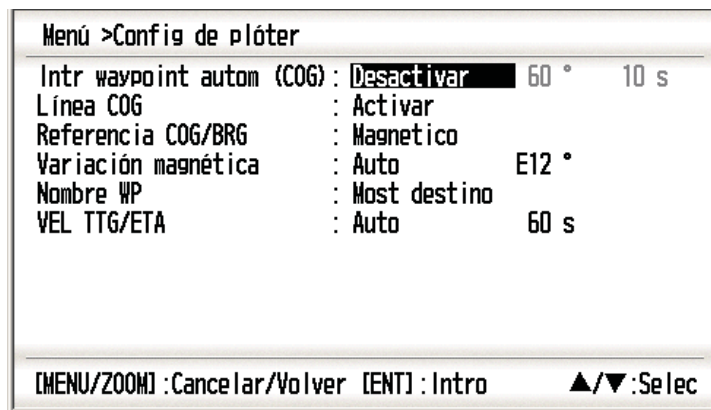 Menú >Config de plóter
Intr waypoint autom (COG) : Desactivar 60 ° 10 s
Línea COG : Activar
Referencia COG/BRG : Magnetico
Variación magnética : Auto E12 °
Nombre WP : Most destino
VEL TTG/ETA : Auto 60 s
[MENU/ZOOM] :Cancelar/Volver [ENT] :Intro ▲/▼:Selec